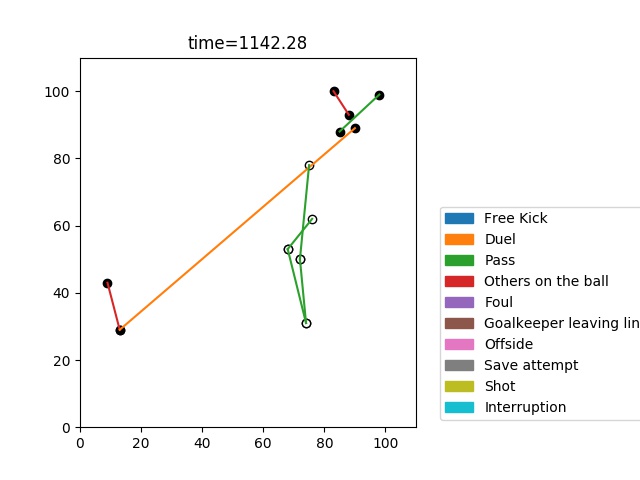 time=1142.28
100
80
60
40
20
0
0 20 40 60 80 100
Free Kick
Duel
Pass
Others on the ball
Foul
Goalkeeper leaving lin
Offside
Save attempt
Shot
Interruption